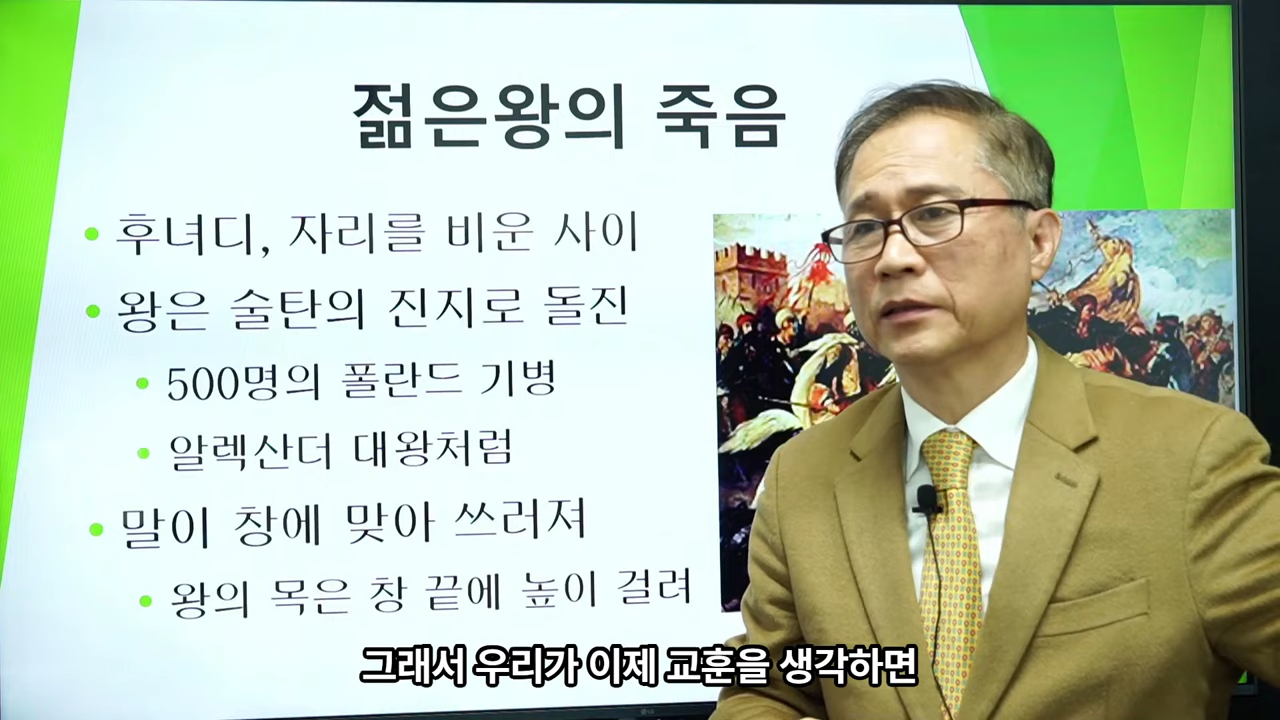 젊은왕의 죽음
• 후녀디, 자리를 비운 사이
• 왕은 술탄의 진지로 돌진
• 500명의 폴란드 기병
• 알렉산더 대왕처럼
• 말이 창에 맞아 쓰러져
• 왕의 목은 창 끝에 높이 걸려
그래서 우리가 이제 교훈을 생각하면